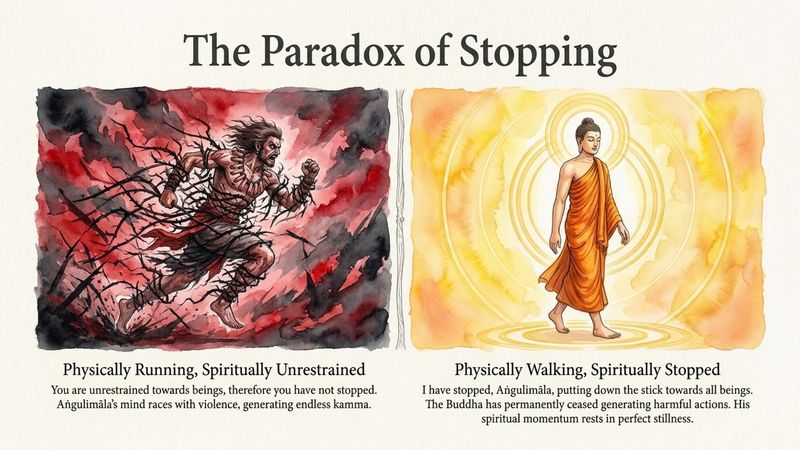 The Paradox of Stopping
Physically Running, Spiritually Unrestrained
You are unrestrained towards beings, therefore you have not stopped.
Aṅgulimāla's mind races with violence, generating endless kamma.
Physically Walking, Spiritually Stopped
I have stopped, Aṅgulimāla, putting down the stick towards all beings.
The Buddha has permanently ceased generating harmful actions. His
spiritual momentum rests in perfect stillness.